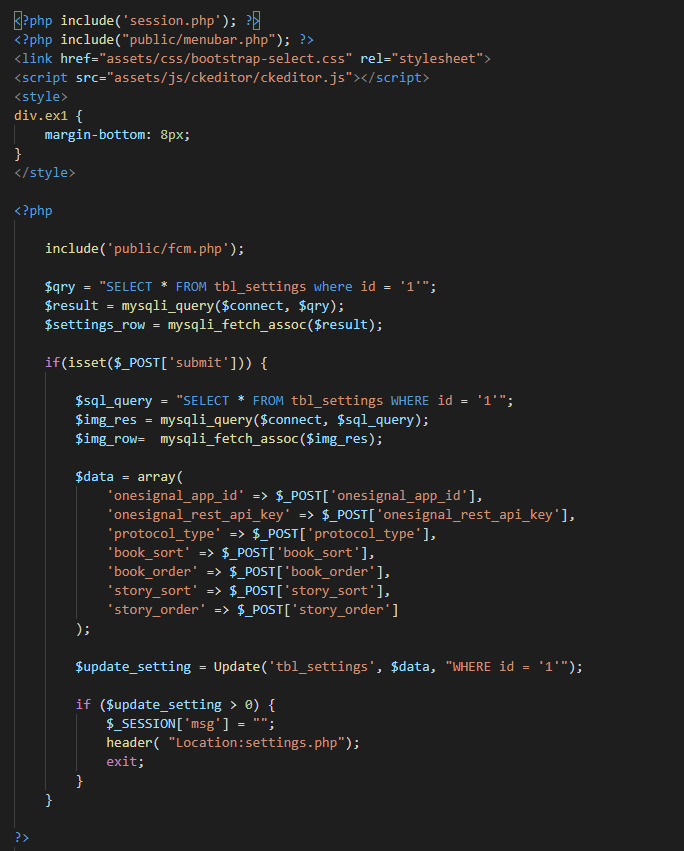 <?php include('session.php'); ?>
<?php include("public/menubar.php"); ?>
<link href="assets/css/bootstrap-select.css" rel="stylesheet">
<script src="assets/js/ckeditor/ckeditor.js"></script>
<style>
div.ex1 {
    margin-bottom: 8px;
}
</style>

<?php

    include('public/fcm.php');

    $qry = "SELECT * FROM tbl_settings where id = '1'";
    $result = mysqli_query($connect, $qry);
    $settings_row = mysqli_fetch_assoc($result);

    if(isset($_POST['submit'])) {

        $sql_query = "SELECT * FROM tbl_settings WHERE id = '1'";
        $img_res = mysqli_query($connect, $sql_query);
        $img_row=  mysqli_fetch_assoc($img_res);

        $data = array(
            'onesignal_app_id' => $_POST['onesignal_app_id'],
            'onesignal_rest_api_key' => $_POST['onesignal_rest_api_key'],
            'protocol_type' => $_POST['protocol_type'],
            'book_sort' => $_POST['book_sort'],
            'book_order' => $_POST['book_order'],
            'story_sort' => $_POST['story_sort'],
            'story_order' => $_POST['story_order']
        );

        $update_setting = Update('tbl_settings', $data, "WHERE id = '1'");

        if ($update_setting > 0) {
            $_SESSION['msg'] = "";
            header( "Location:settings.php");
            exit;
        }
    }

?>